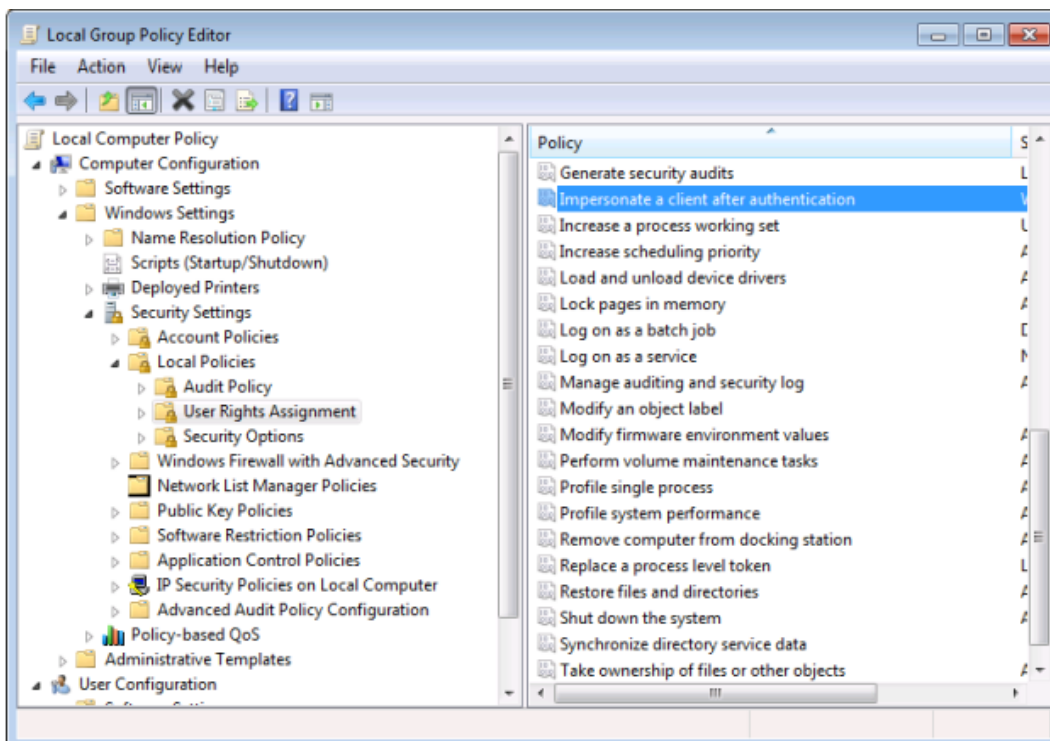 Local Group Policy Editor
File Action View Help
Local Computer Policy
Computer Configuration
Software Settings
Windows Settings
Name Resolution Policy
Scripts (Startup/Shutdown)
Deployed Printers
Security Settings
Account Policies
Local Policies
Audit Policy
User Rights Assignment
Security Options
Windows Firewall with Advanced Security
Network List Manager Policies
Public Key Policies
Software Restriction Policies
Application Control Policies
IP Security Policies on Local Computer
Advanced Audit Policy Configuration
Policy-based QoS
Administrative Templates
User Configuration
Policy
Generate security audits
Impersonate a client after authentication
Increase a process working set
Increase scheduling priority
Load and unload device drivers
Lock pages in memory
Log on as a batch job
Log on as a service
Manage auditing and security log
Modify an object label
Modify firmware environment values
Perform volume maintenance tasks
Profile single process
Profile system performance
Remove computer from docking station
Replace a process level token
Restore files and directories
Shut down the system
Synchronize directory service data
Take ownership of files or other objects